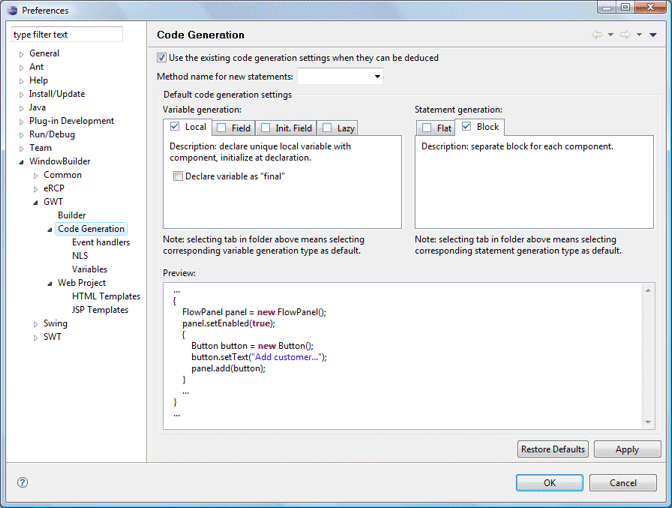 Preferences
type filter text
General
Ant
Help
Install/Update
Java
Plug-in Development
Run/Debug
Team
WindowBuilder
Common
eRCP
GWT
Builder
Code Generation
Event handlers
NLS
Variables
Web Project
HTML Templates
JSP Templates
Swing
SWT
Code Generation
Use the existing code generation settings when they can be deduced
Method name for new statements:
Default code generation settings
Variable generation:
Local Field Init. Field Lazy
Description: declare unique local variable with
component, initialize at declaration.
Declare variable as "final"
Note: selecting tab in folder above means selecting
corresponding variable generation type as default.
Statement generation:
Flat Block
Description: separate block for each component.
Note: selecting tab in folder above means selecting
corresponding statement generation type as default.
Preview:
...
{
FlowPanel panel = new FlowPanel();
panel.setEnabled(true);
{
Button button = new Button();
button.setText("Add customer...");
panel.add(button);
}
...
}
...
Restore Defaults Apply
? OK Cancel